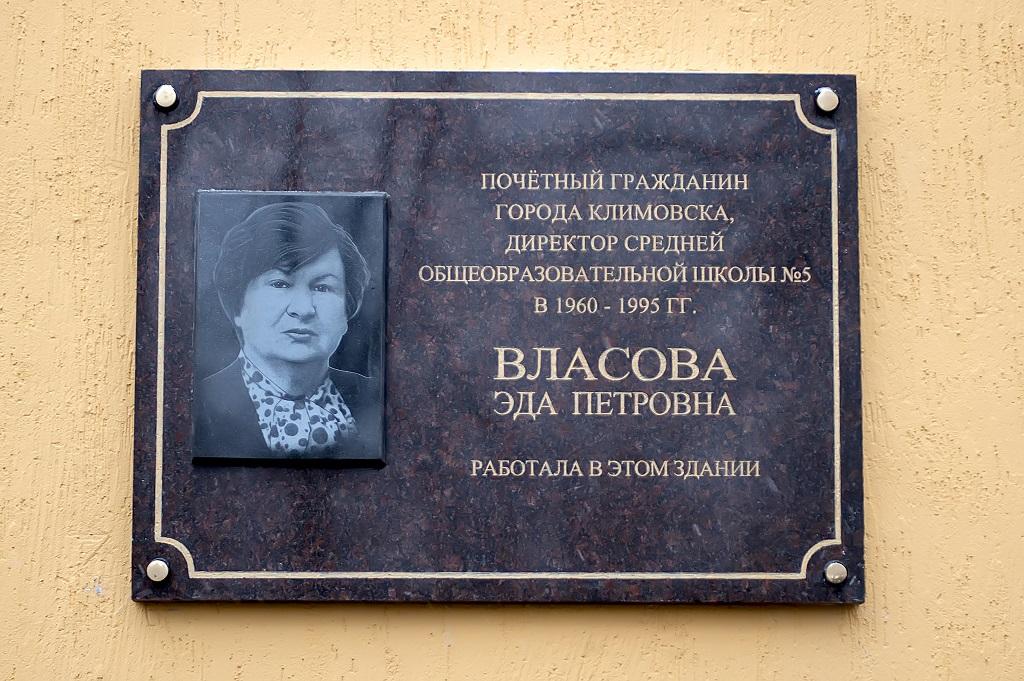 ПОЧЁТНЫЙ ГРАЖДАНИН
ГОРОДА КЛИМОВСКА,
ДИРЕКТОР СРЕДНЕЙ
ОБЩЕОБРАЗОВАТЕЛЬНОЙ ШКОЛЫ №5
В 1960 - 1995 ГГ.
ВЛАСОВА
ЭДА ПЕТРОВНА
РАБОТАЛА В ЭТОМ ЗДАНИИ